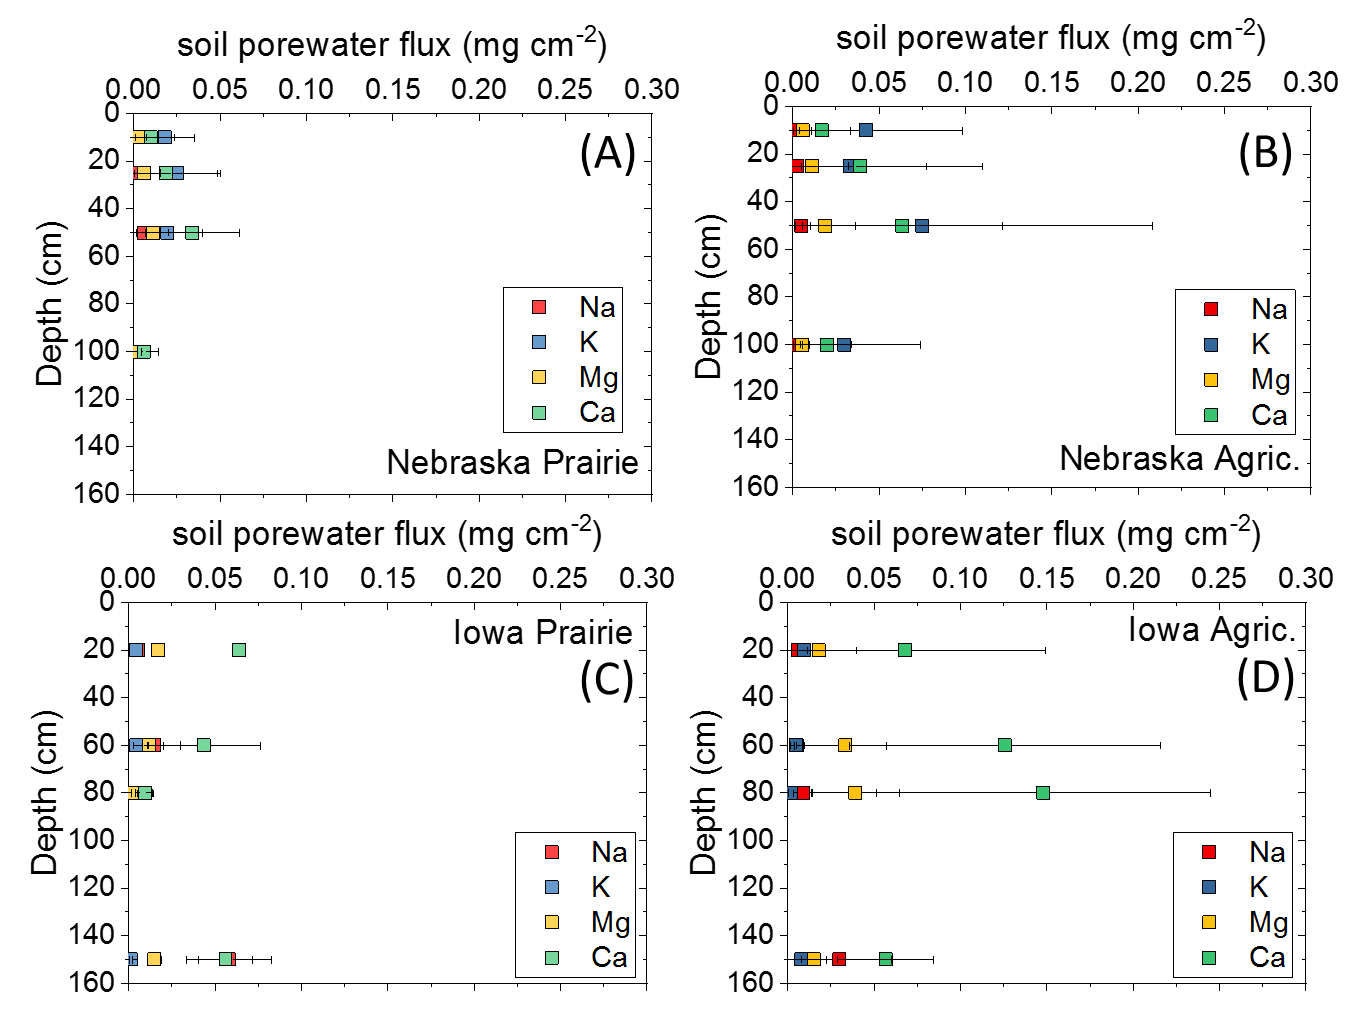 soil porewater flux (mg cm-2)
0.00 0.05 0.10 0.15 0.20 0.25 0.30
0
20
40
60
80
100
120
140
160
Depth (cm)
(A)
Na
K
Mg
Ca
Nebraska Prairie
soil porewater flux (mg cm-2)
0.00 0.05 0.10 0.15 0.20 0.25 0.30
0
20
40
60
80
100
120
140
160
Depth (cm)
(B)
Na
K
Mg
Ca
Nebraska Agric.
soil porewater flux (mg cm-2)
0.00 0.05 0.10 0.15 0.20 0.25 0.30
0
20
40
60
80
100
120
140
160
Depth (cm)
Iowa Prairie
(C)
Na
K
Mg
Ca
soil porewater flux (mg cm-2)
0.00 0.05 0.10 0.15 0.20 0.25 0.30
0
20
40
60
80
100
120
140
160
Depth (cm)
Iowa Agric.
(D)
Na
K
Mg
Ca